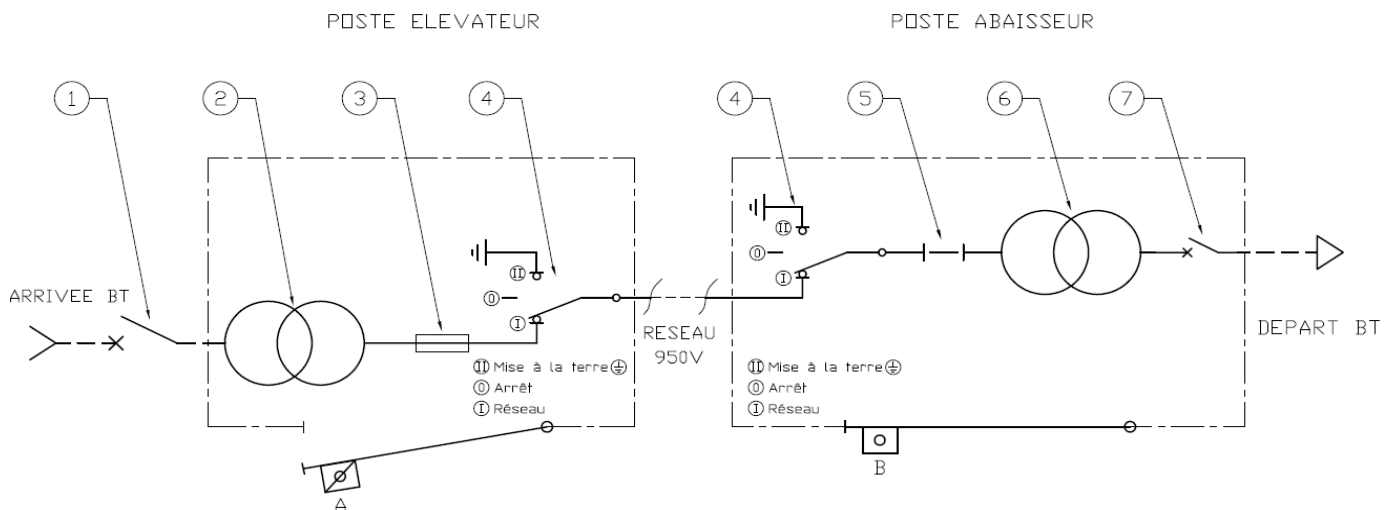 POSTE ELEVATEUR
POSTE ABAISSEUR
1
2
3
4
4
5
6
7
II
0
I
II
0
I
ARRIVEE BT
RESEAU
950V
DEPART BT
II Mise à la terre
0 Arrêt
I Réseau
II Mise à la terre
0 Arrêt
I Réseau
A
B